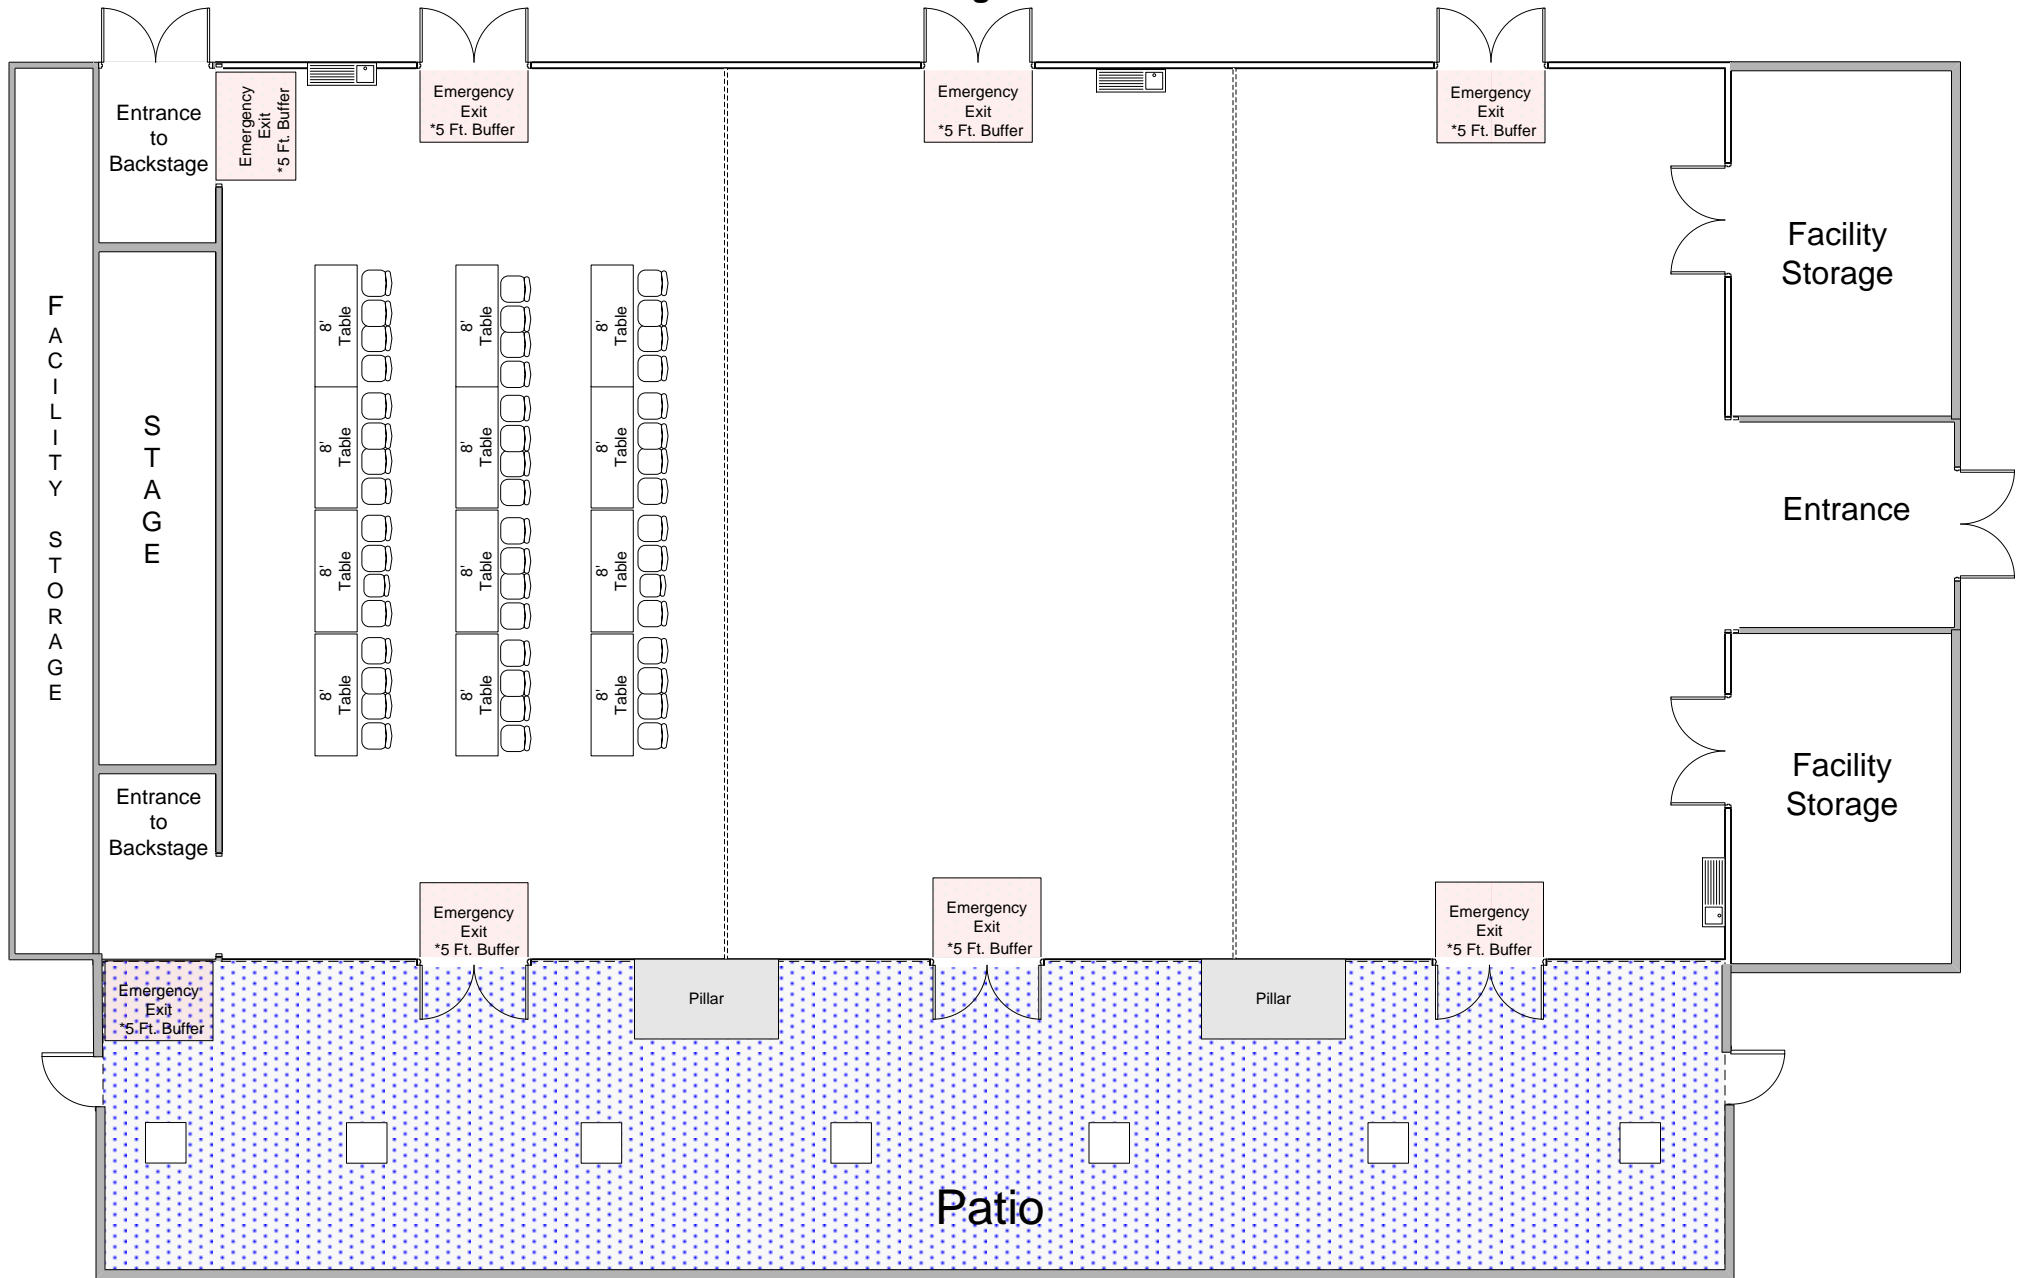 Emergency
Exit
*5 Ft. Buffer
Emergency
Exit
*5 Ft. Buffer
Emergency
Exit
*5 Ft. Buffer
Emergency
Exit
*5 Ft. Buffer
Entrance
to
Backstage
Facility
Storage
FACILITY STORAGE
STAGE
8'
Table
8'
Table
8'
Table
8'
Table
8'
Table
8'
Table
8'
Table
8'
Table
8'
Table
8'
Table
8'
Table
8'
Table
Entrance
Entrance
to
Backstage
Facility
Storage
Emergency
Exit
*5 Ft. Buffer
Emergency
Exit
*5 Ft. Buffer
Emergency
Exit
*5 Ft. Buffer
Emergency
Exit
*5 Ft. Buffer
Pillar
Pillar
Patio